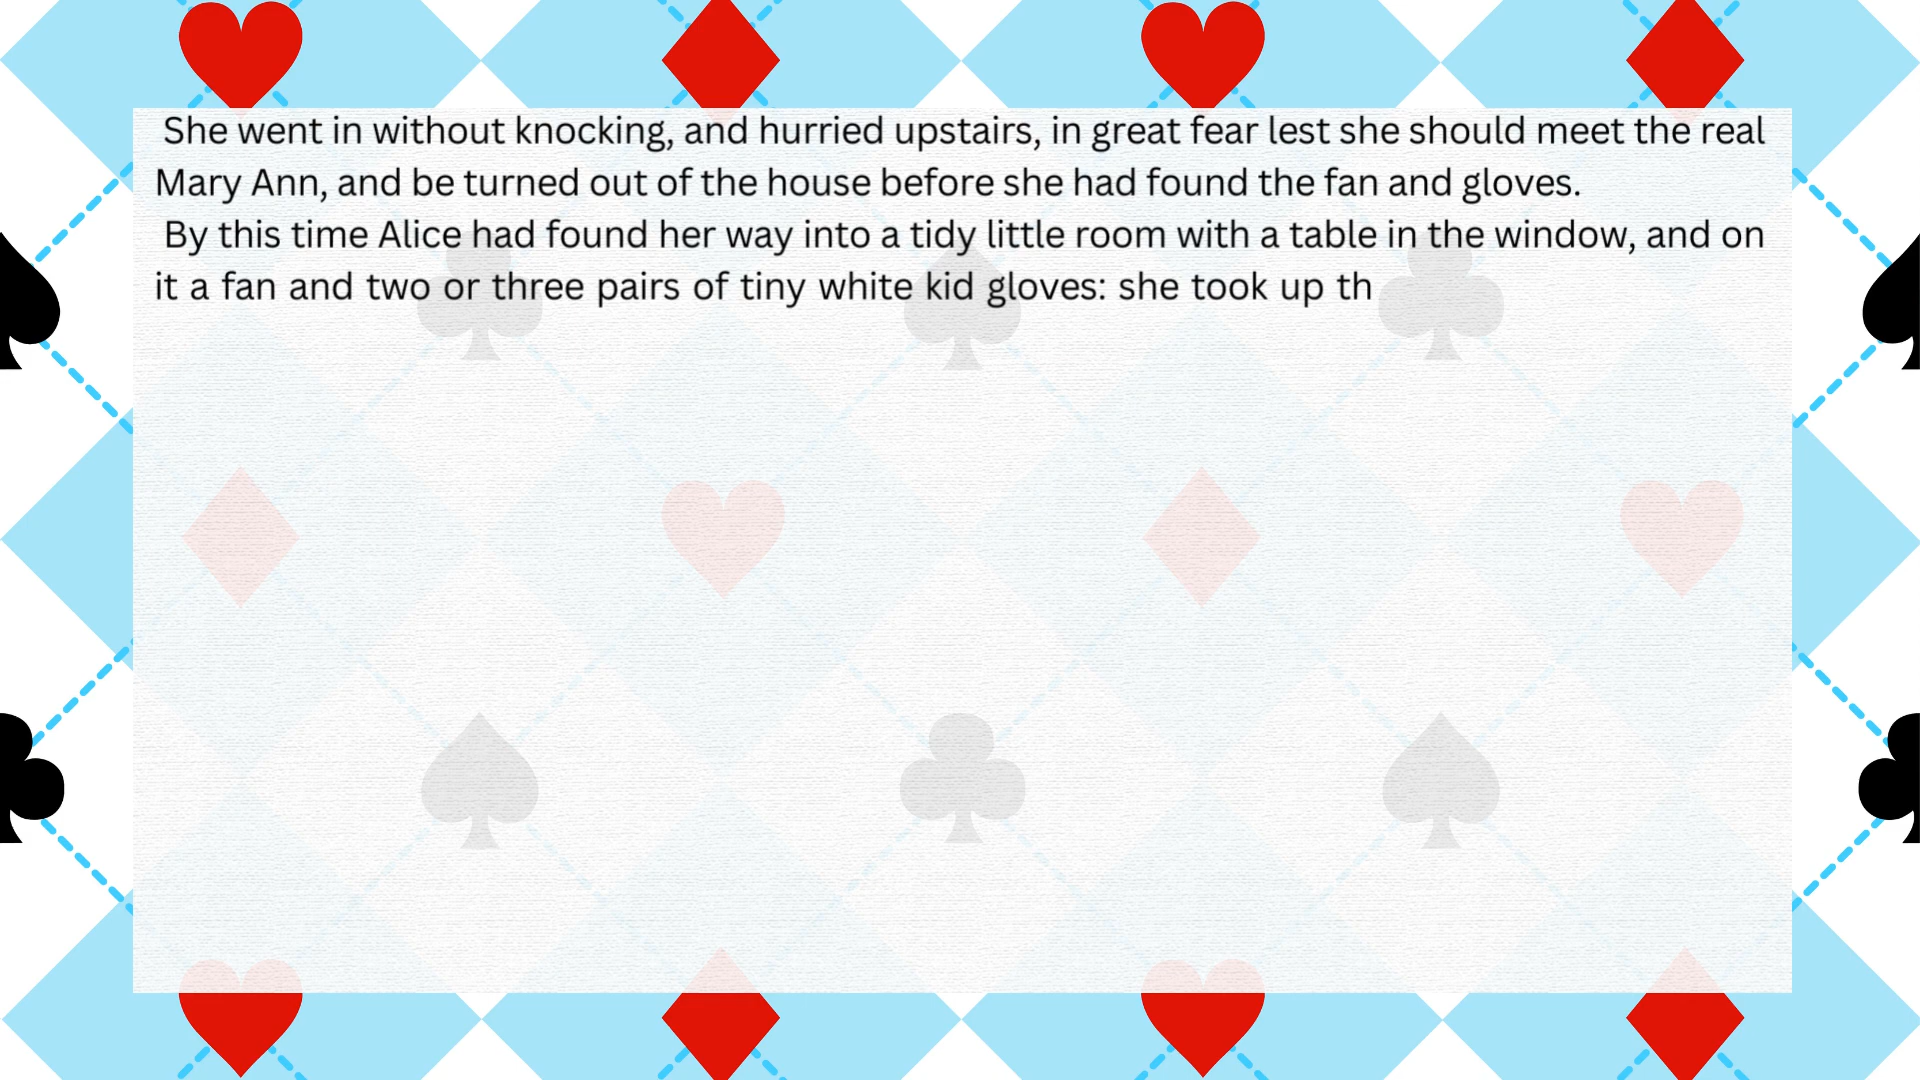 She went in without knocking, and hurried upstairs, in great fear lest she should meet the real
Mary Ann, and be turned out of the house before she had found the fan and gloves.
By this time Alice had found her way into a tidy little room with a table in the window, and on
it a fan and two or three pairs of tiny white kid gloves: she took up th